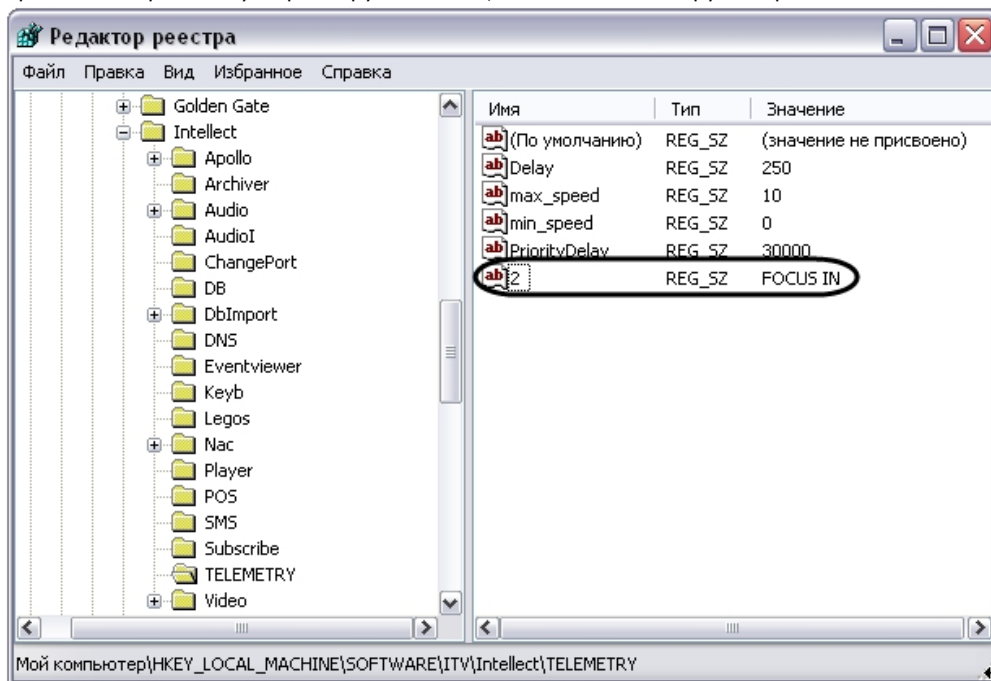 Редактор реестра
Файл Правка Вид Избранное Справка
Golden Gate
Intellect
Apollo
Archiver
Audio
AudioI
ChangePort
DB
DbImport
DNS
Eventviewer
Keyb
Legos
Nac
Player
POS
SMS
Subscribe
TELEMETRY
Video
Имя Тип Значение
(По умолчанию) REG_SZ (значение не присвоено)
Delay REG_SZ 250
max_speed REG_SZ 10
min_speed REG_SZ 0
PriorityDelay REG_SZ 30000
2 REG_SZ FOCUS IN
Мой компьютер\HKEY_LOCAL_MACHINE\SOFTWARE\ITV\Intellect\TELEMETRY